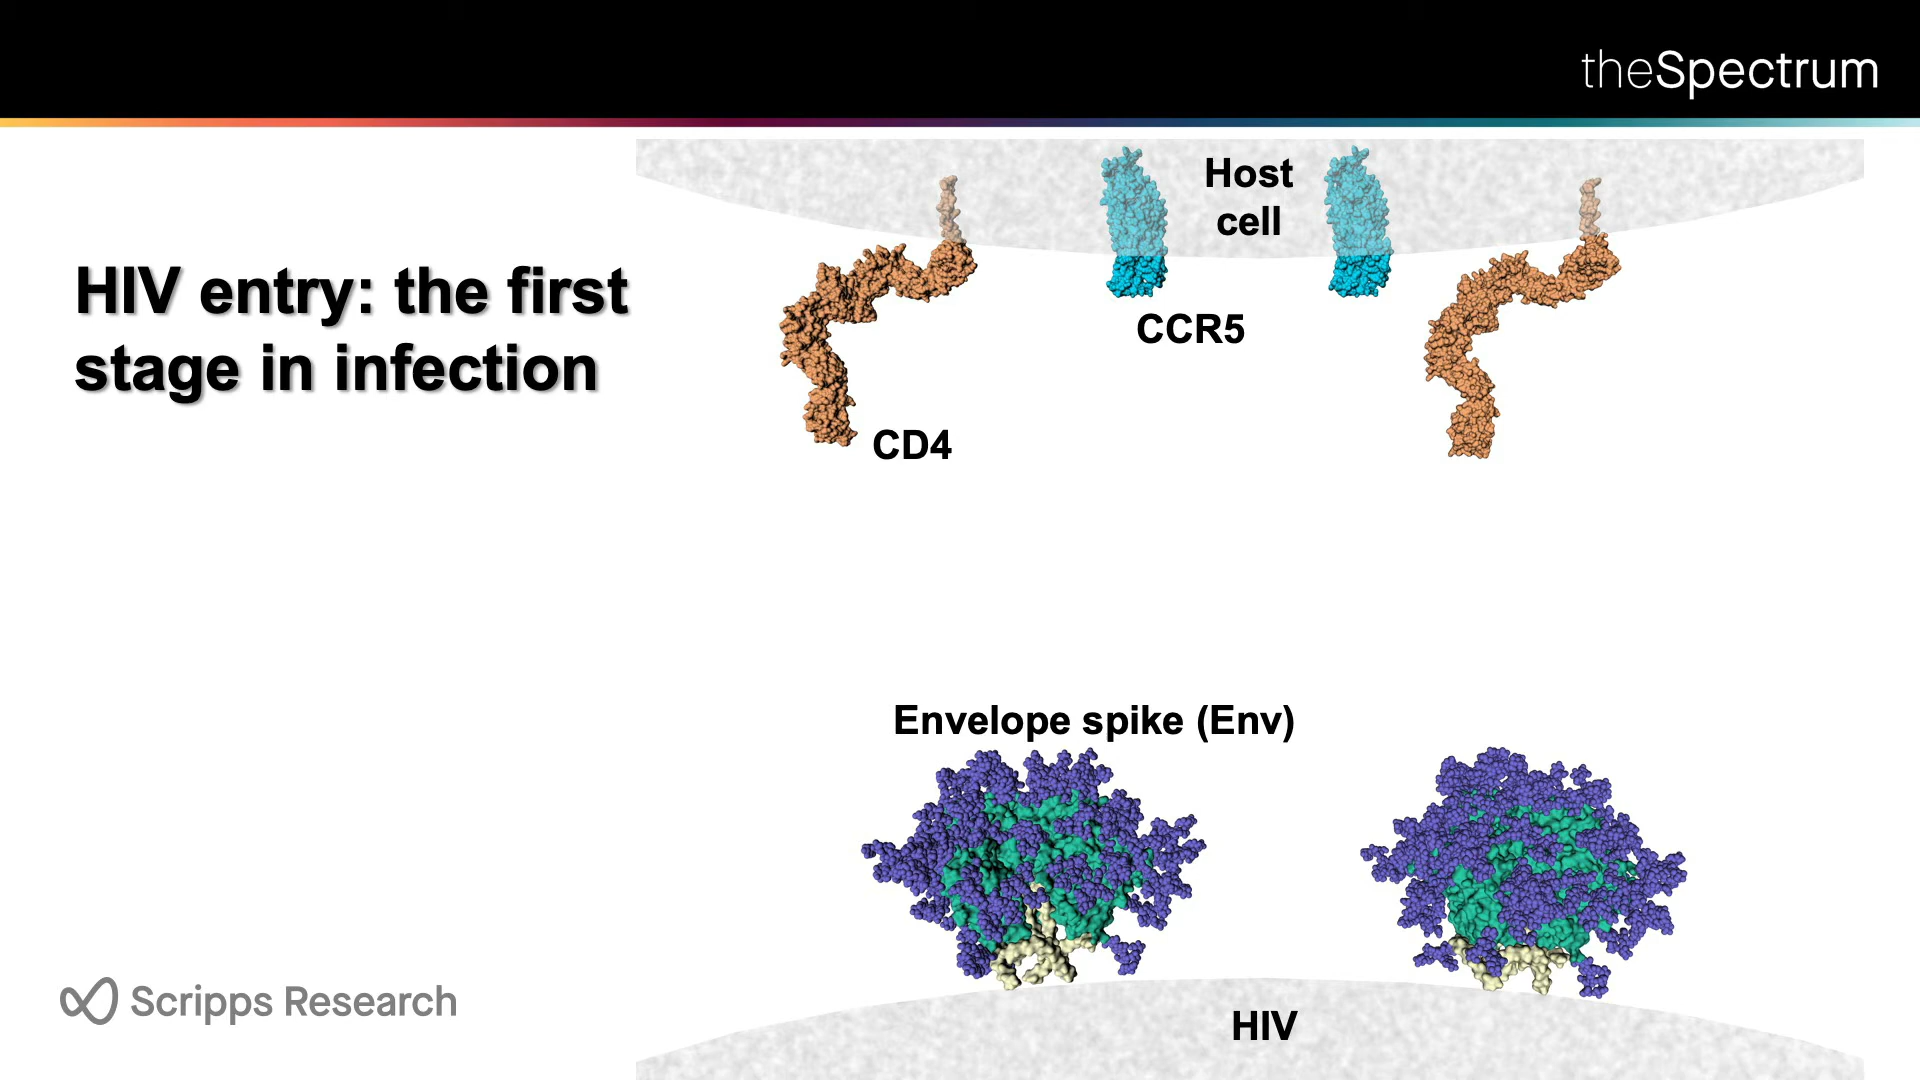 theSpectrum
HIV entry: the first
stage in infection
Host
cell
CCR5
CD4
Envelope spike (Env)
HIV
Scripps Research